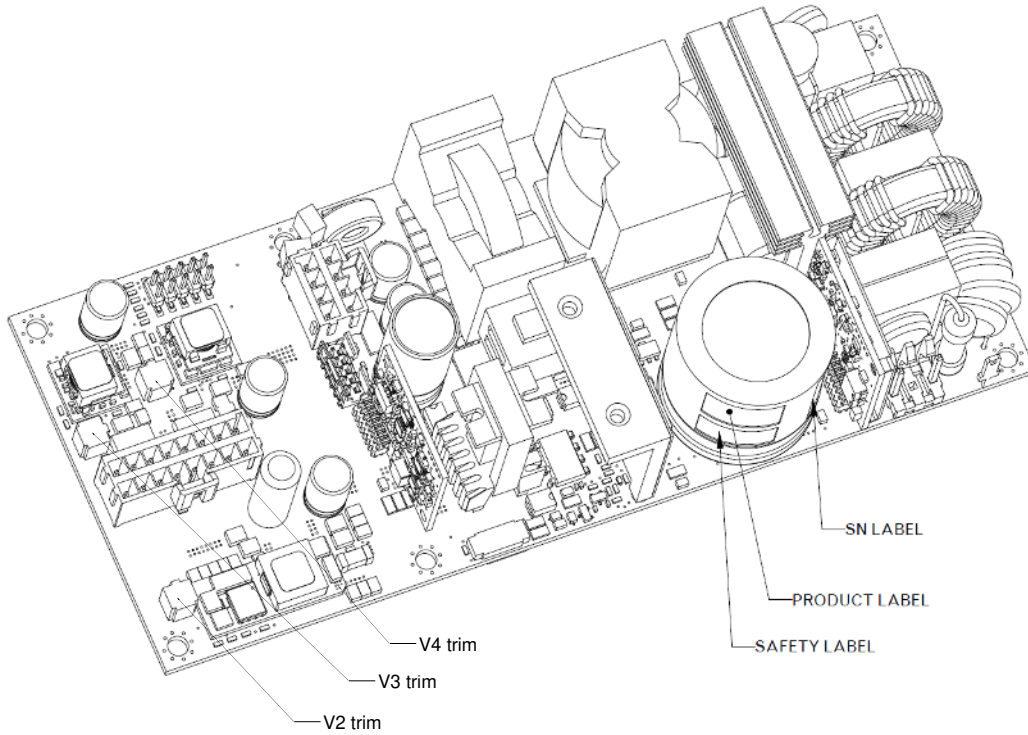 SN LABEL
PRODUCT LABEL
SAFETY LABEL
V4 trim
V3 trim
V2 trim